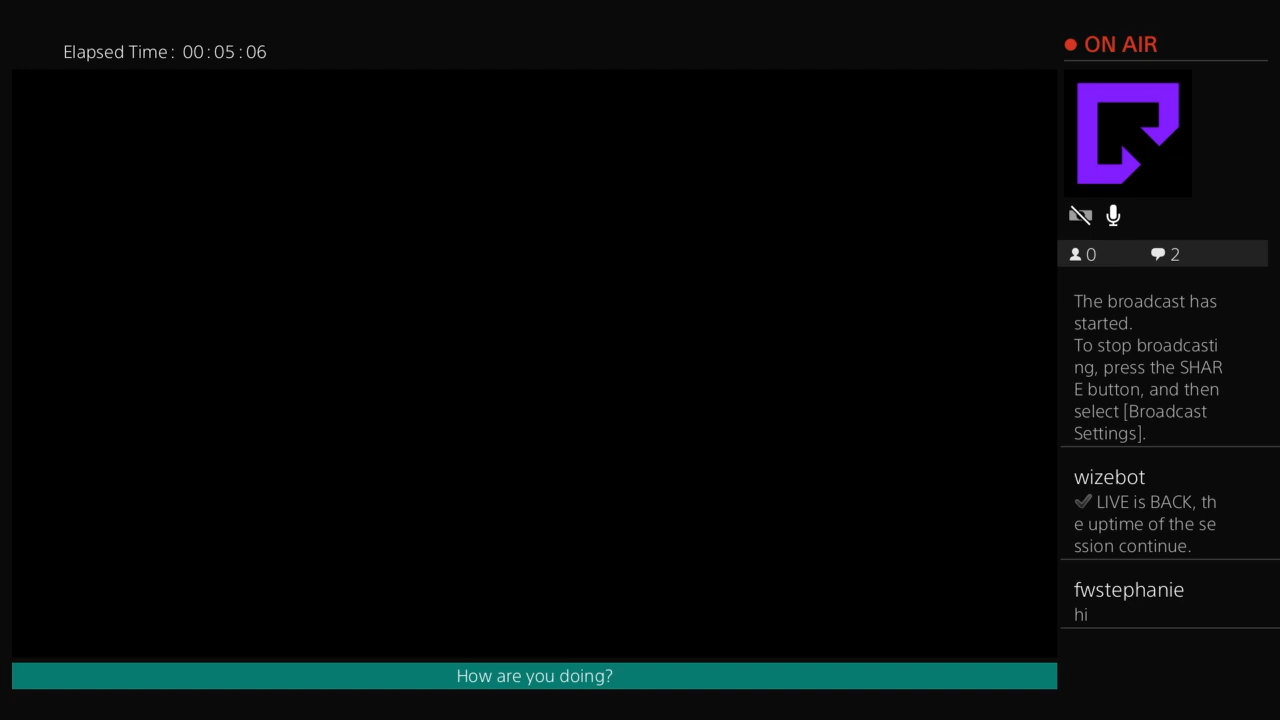 Elapsed Time: 00:05:06
ON AIR
0 2
The broadcast has
started.
To stop broadcasti
ng, press the SHAR
E button, and then
select [Broadcast
Settings].
wizebot
✔ LIVE is BACK, th
e uptime of the se
ssion continue.
fwstephanie
hi
How are you doing?